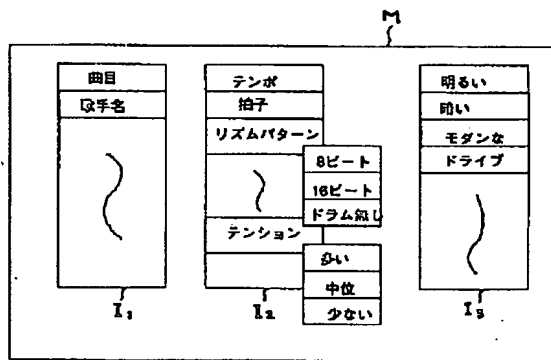 M
曲目
歌手名
I₁
テンポ
拍子
リズムパターン
8ビート
16ビート
ドラム無し
テンション
多い
中位
少ない
I₂
明るい
暗い
モダンな
ドライブ
I₃